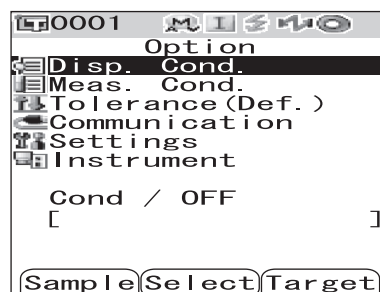 0001 M I
Option
Disp. Cond.
Meas. Cond.
Tolerance(Def.)
Communication
Settings
Instrument
Cond / OFF
[ ]
Sample Select Target